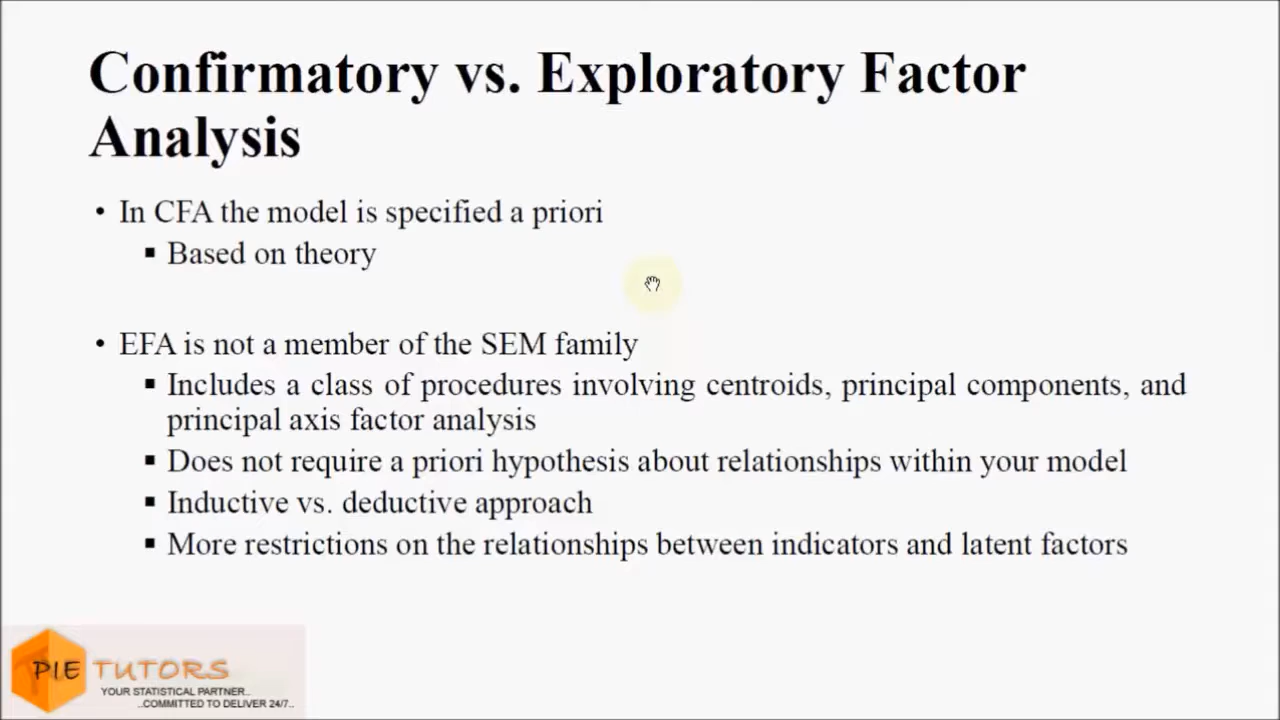 Confirmatory vs. Exploratory Factor
Analysis
• In CFA the model is specified a priori
▪ Based on theory
• EFA is not a member of the SEM family
▪ Includes a class of procedures involving centroids, principal components, and
principal axis factor analysis
▪ Does not require a priori hypothesis about relationships within your model
▪ Inductive vs. deductive approach
▪ More restrictions on the relationships between indicators and latent factors
PIE TUTORS
YOUR STATISTICAL PARTNER..
..COMMITTED TO DELIVER 24/7..